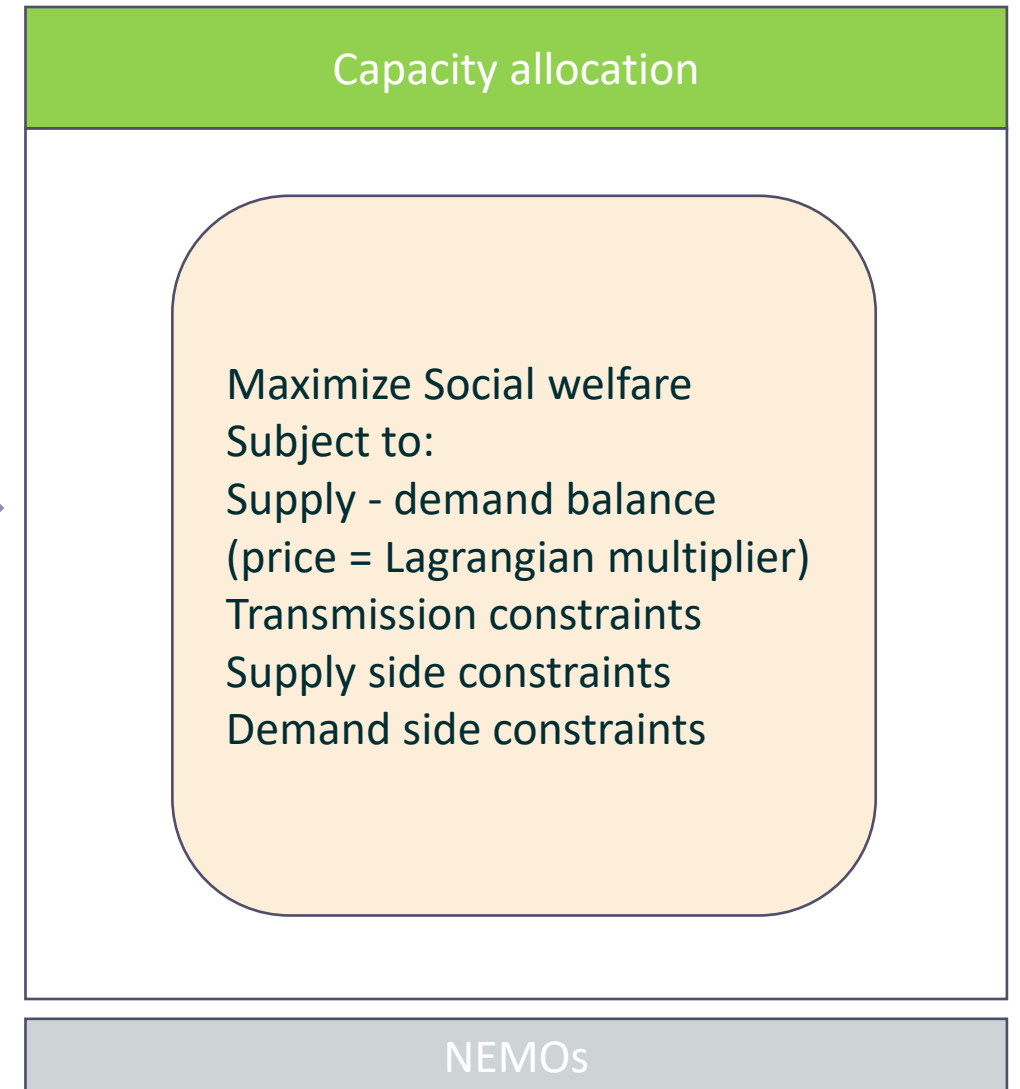 Capacity allocation
Maximize Social welfare
Subject to:
Supply - demand balance
(price = Lagrangian multiplier)
Transmission constraints
Supply side constraints
Demand side constraints
NEMOs